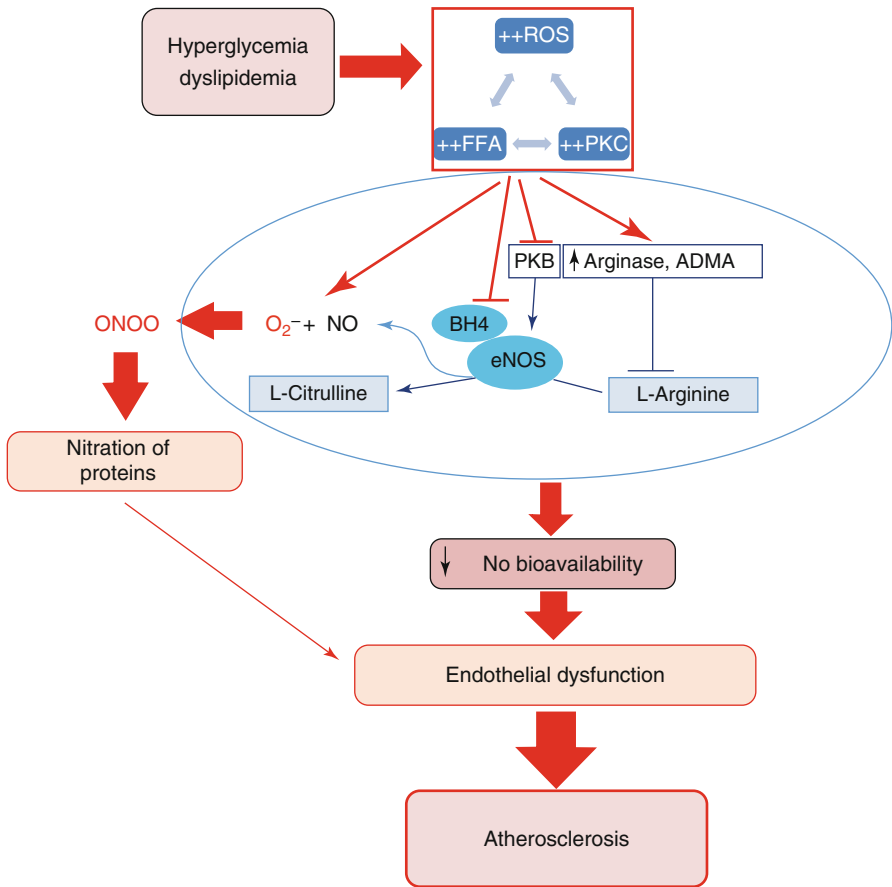 Hyperglycemia
dyslipidemia
++ROS
++FFA
++PKC
PKB
↑ Arginase, ADMA
ONOO
O₂⁻ + NO
BH4
eNOS
L-Citrulline
L-Arginine
Nitration of
proteins
↓ No bioavailability
Endothelial dysfunction
Atherosclerosis